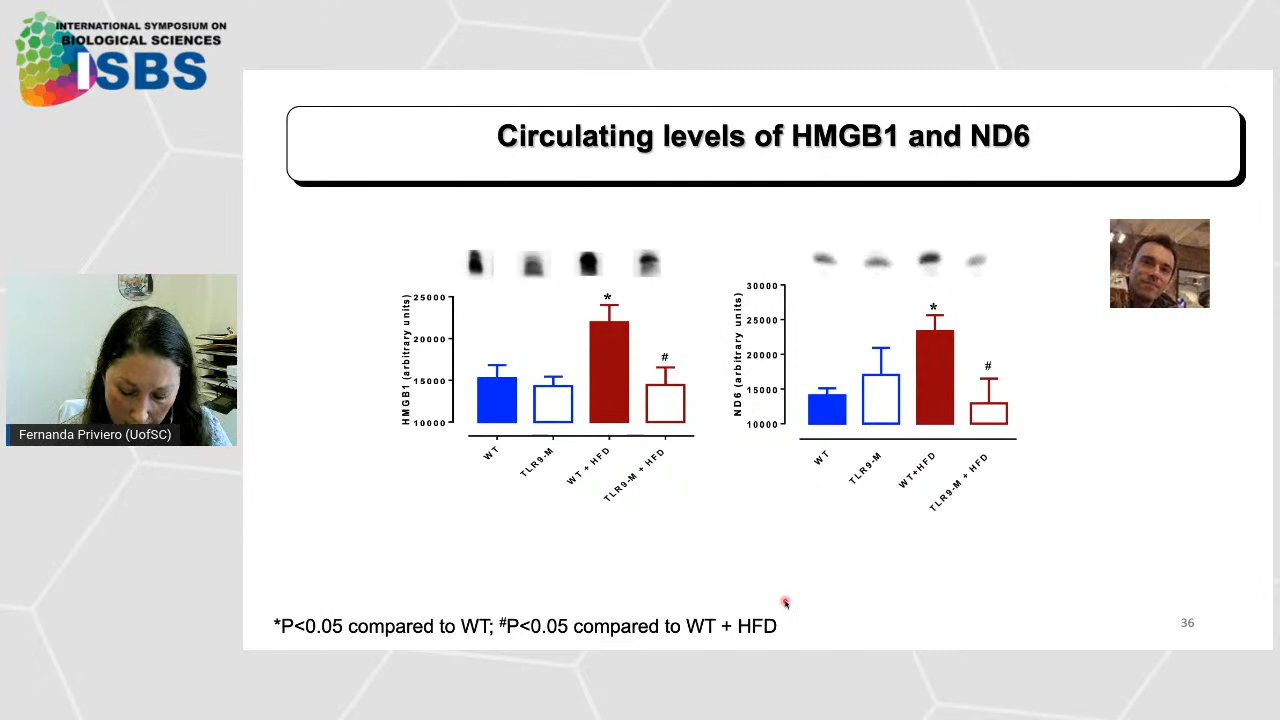 INTERNATIONAL SYMPOSIUM ON
BIOLOGICAL SCIENCES
ISBS
Circulating levels of HMGB1 and ND6
HMGB1 (arbitrary units)
25000
20000
15000
10000
*
#
WT
TLR9-M
WT + HFD
TLR9-M + HFD
ND6 (arbitrary units)
30000
25000
20000
15000
10000
*
#
WT
TLR9-M
WT+HFD
TLR9-M + HFD
Fernanda Priviero (UofSC)
*P<0.05 compared to WT; #P<0.05 compared to WT + HFD
36